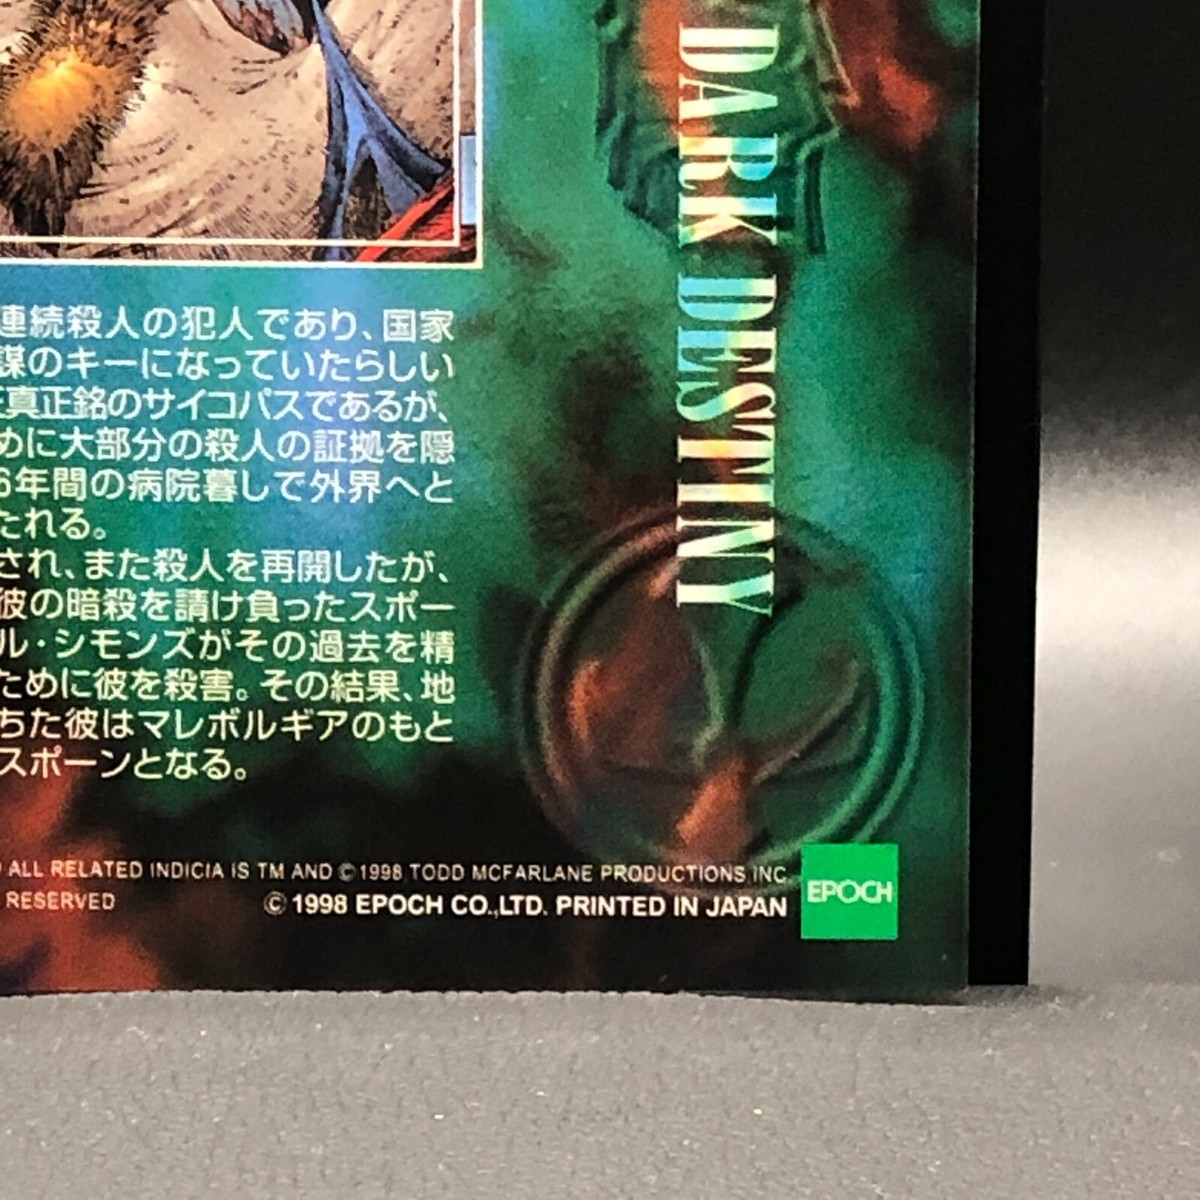 DARK DESTINY
連続殺人の犯人であり、国家
謀のキーになっていたらしい
真正銘のサイコパスであるが、
めに大部分の殺人の証拠を隠
6年間の病院暮しで外界へと
たれる。
され、また殺人を再開したが、
彼の暗殺を請け負ったスポー
ル・シモンズがその過去を精
ために彼を殺害。その結果、地
ちた彼はマレボルギアのもと
スポーンとなる。
ALL RELATED INDICIA IS TM AND ©1998 TODD MCFARLANE PRODUCTIONS INC
RESERVED
© 1998 EPOCH CO.,LTD. PRINTED IN JAPAN
EPOCH